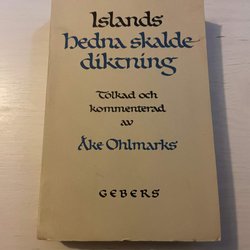 Islands
hedna skalde
diktning
Tolkad och
kommenterad
av
Åke Ohlmarks
GEBERS